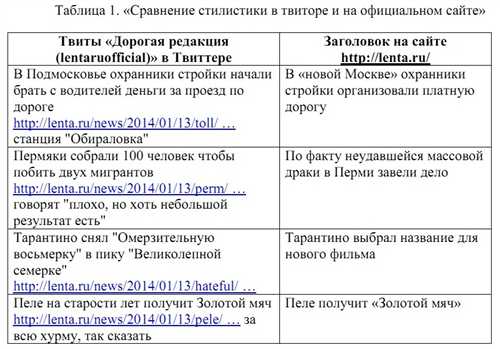 Таблица 1. «Сравнение стилистики в твиторе и на официальном сайте»
Твиты «Дорогая редакция
(lentaruofficial)» в Твиттере
Заголовок на сайте
http://lenta.ru/
В Подмосковье охранники стройки начали
брать с водителей деньги за проезд по
дороге
http://lenta.ru/news/2014/01/13/toll/ …
станция "Обираловка"
В «новой Москве» охранники
стройки организовали платную
дорогу
Пермяки собрали 100 человек чтобы
побить двух мигрантов
http://lenta.ru/news/2014/01/13/perm/ …
говорят "плохо, но хоть небольшой
результат есть"
По факту неудавшейся массовой
драки в Перми завели дело
Тарантино снял "Омерзительную
восьмерку" в пику "Великолепной
семерке"
http://lenta.ru/news/2014/01/13/hateful/ …
Тарантино выбрал название для
нового фильма
Пеле на старости лет получит Золотой мяч
http://lenta.ru/news/2014/01/13/pele/ … за
всю хурму, так сказать
Пеле получит «Золотой мяч»